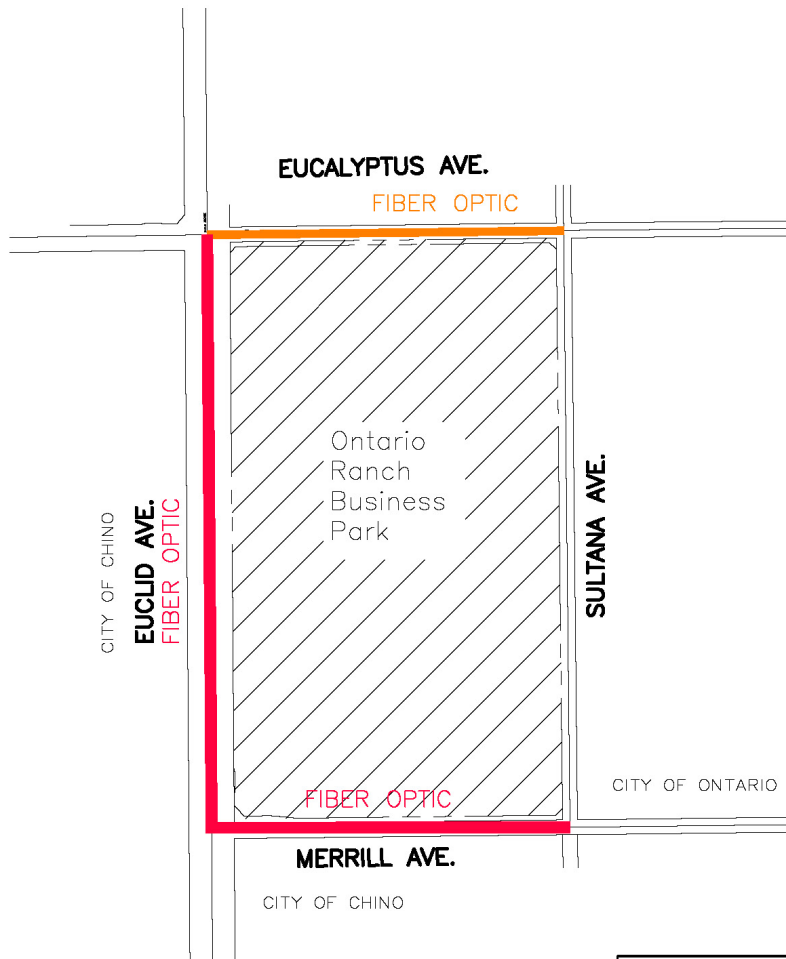 EUCALYPTUS AVE.
FIBER OPTIC
Ontario
Ranch
Business
Park
CITY OF CHINO
EUCLID AVE.
FIBER OPTIC
SULTANA AVE.
CITY OF ONTARIO
FIBER OPTIC
MERRILL AVE.
CITY OF CHINO